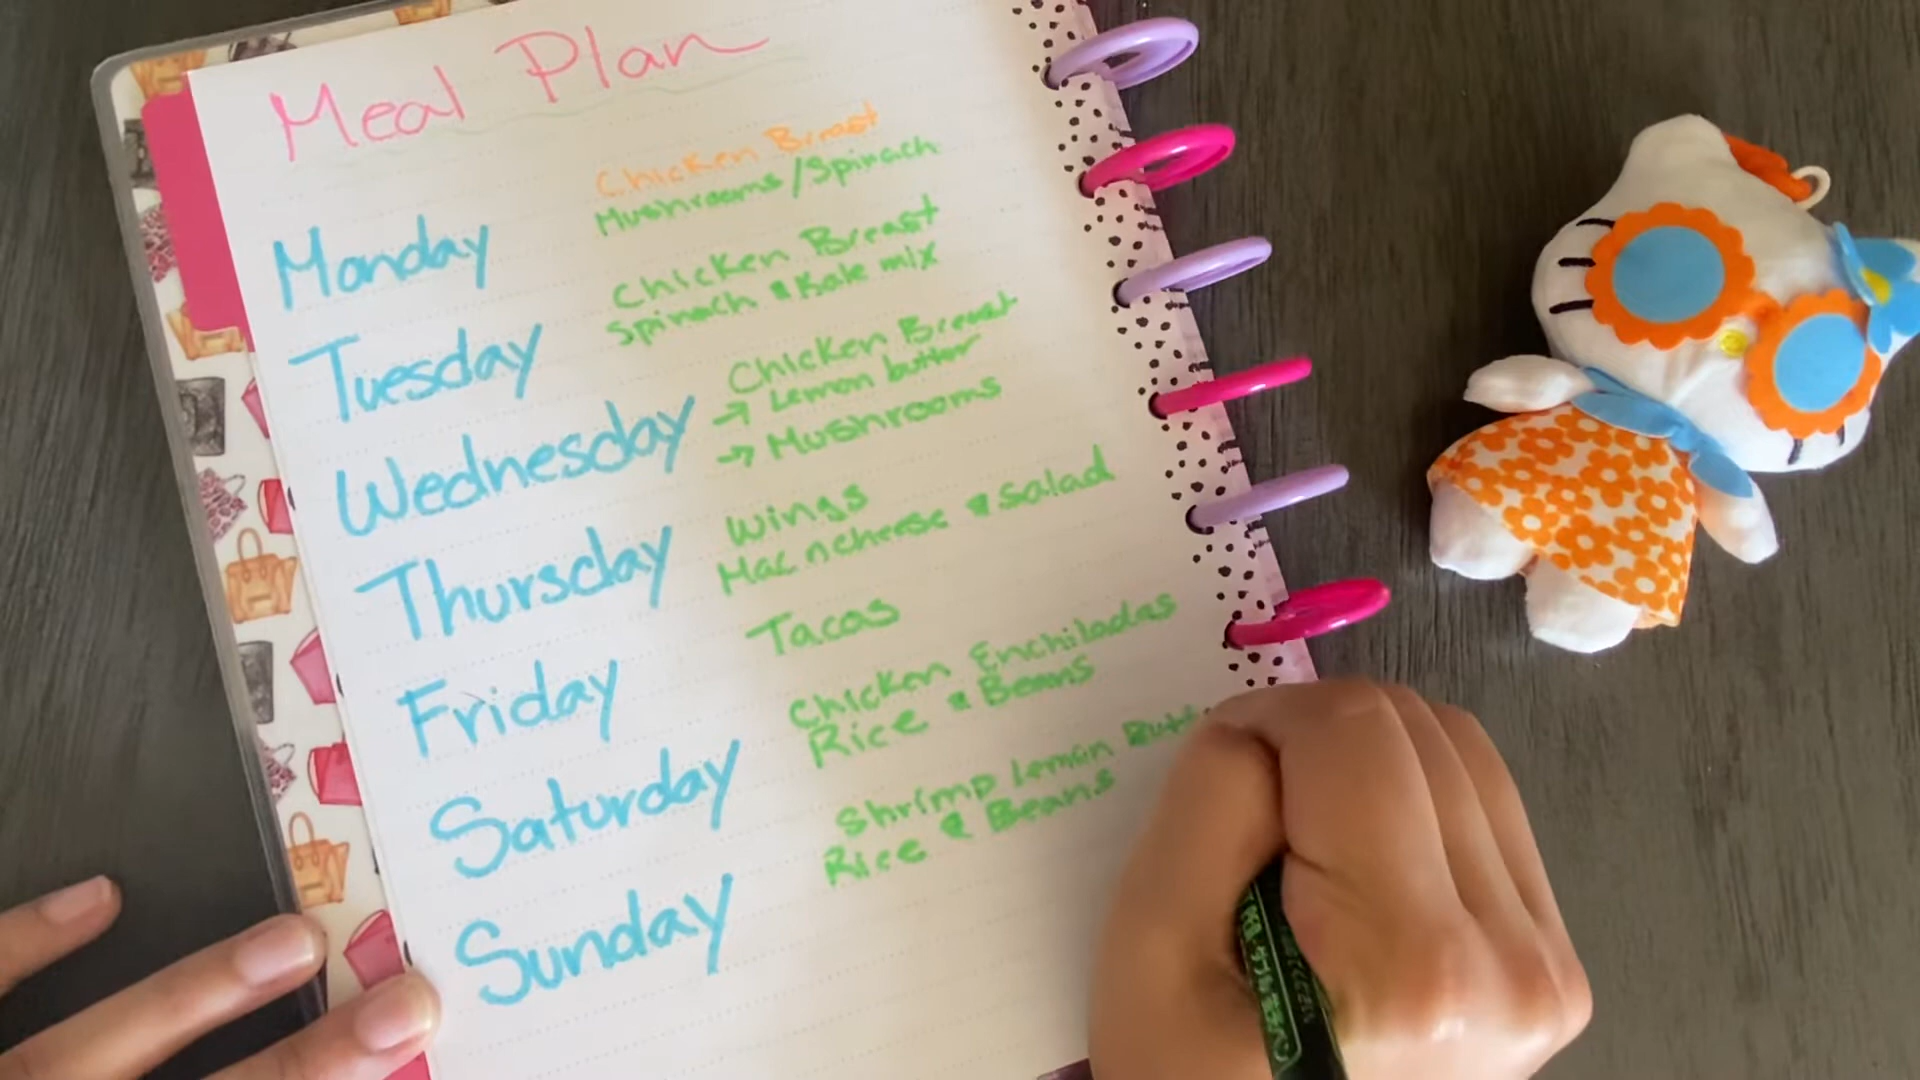 Meal Plan
Chicken Breast
Mushrooms/Spinach
Monday
Chicken Breast
Spinach & Kale mix
Tuesday
Chicken Breast
→ Lemon butter
→ Mushrooms
Wednesday
Wings
Mac n cheese & Salad
Thursday
Tacos
Friday
Chicken Enchiladas
Rice & Beans
Saturday
Shrimp Lemon Butt
Rice & Beans
Sunday